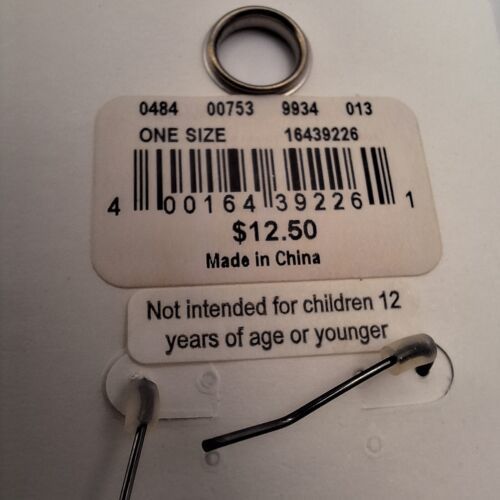 0484 00753 9934 013
ONE SIZE 16439226
4 00164 39226 1
$12.50
Made in China
Not intended for children 12
years of age or younger